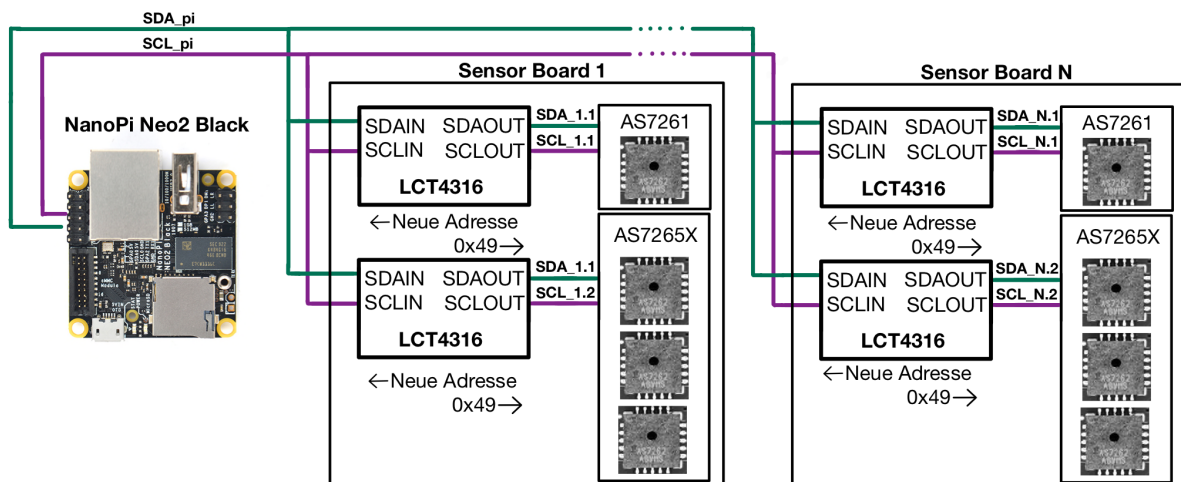 SDA_pi
SCL_pi
NanoPi Neo2 Black
Sensor Board 1
SDAIN SDAOUT
SCLIN SCLOUT
LCT4316
SDA_1.1
SCL_1.1
AS7261
←Neue Adresse
0x49→
SDAIN SDAOUT
SCLIN SCLOUT
LCT4316
SDA_1.1
SCL_1.2
AS7265X
←Neue Adresse
0x49→
Sensor Board N
SDAIN SDAOUT
SCLIN SCLOUT
LCT4316
SDA_N.1
SCL_N.1
AS7261
←Neue Adresse
0x49→
SDAIN SDAOUT
SCLIN SCLOUT
LCT4316
SDA_N.2
SCL_N.2
AS7265X
←Neue Adresse
0x49→
NanoPi
NEO2 Black